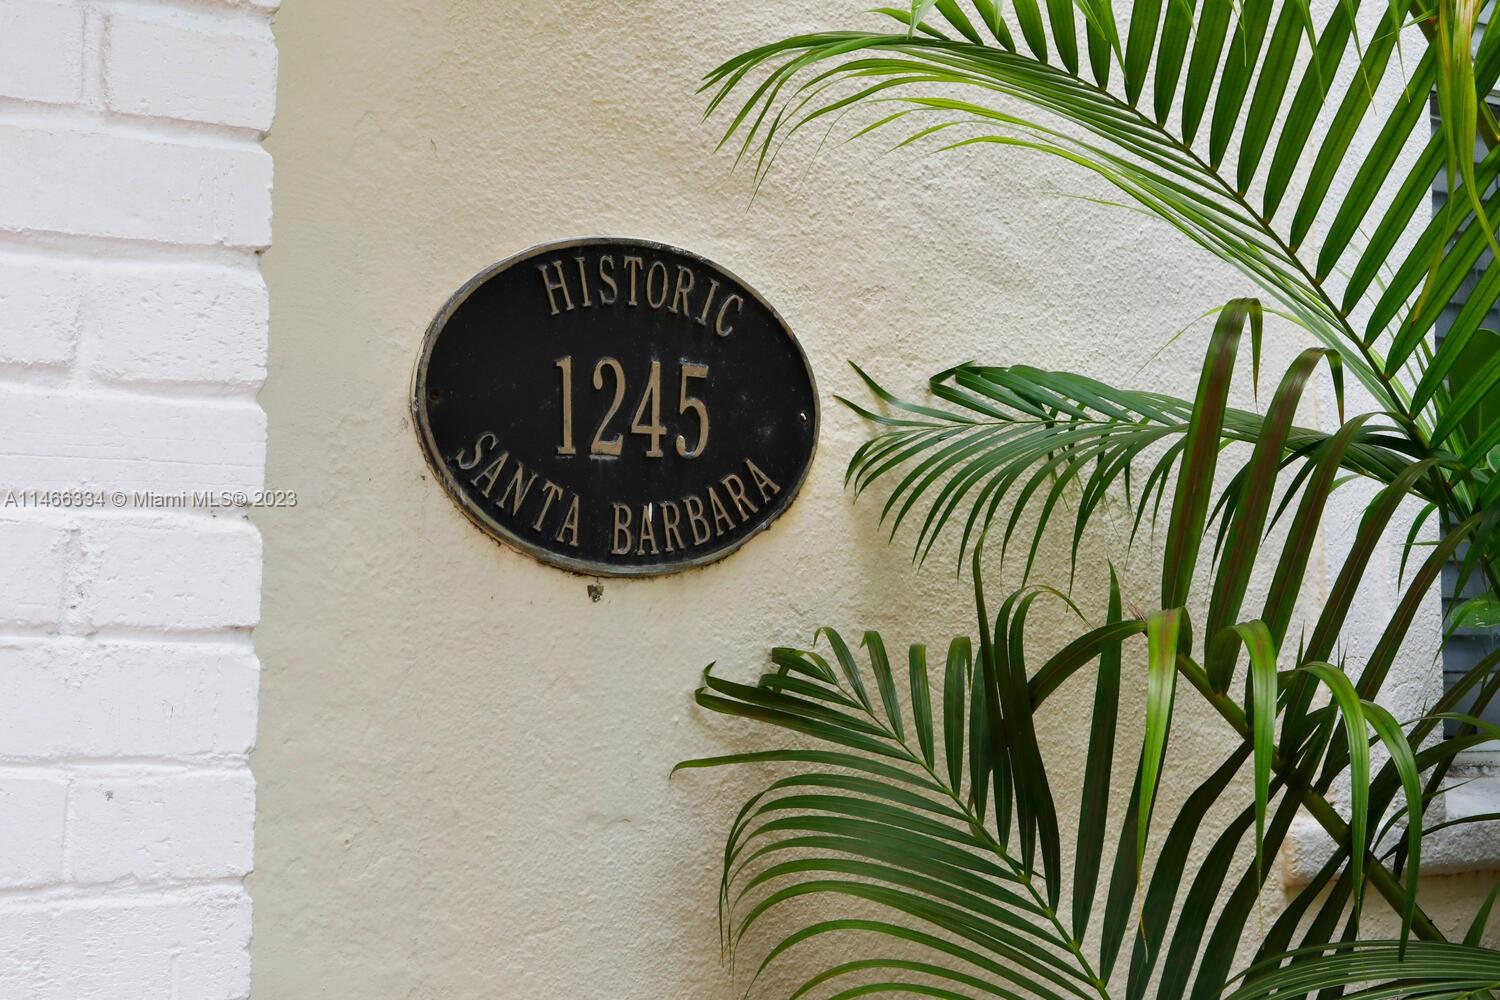 HISTORIC
1245
SANTA BARBARA
A11466334 © Miami MLS® 2023